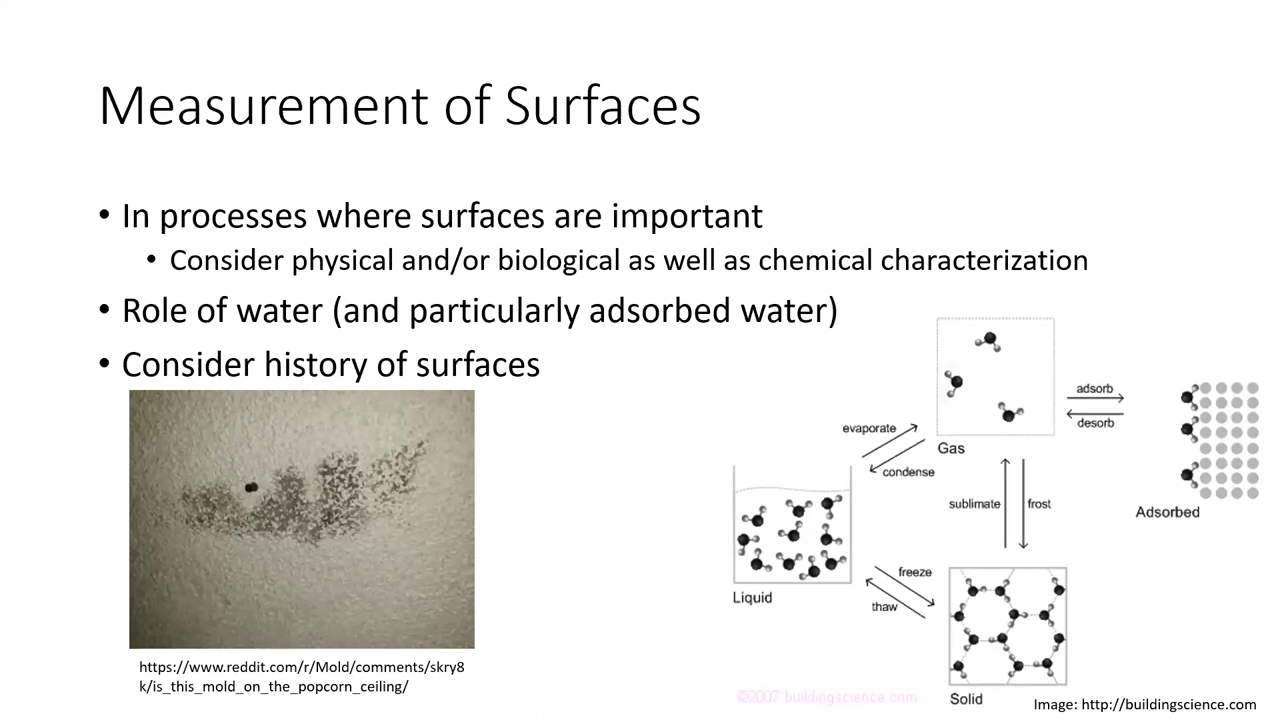 Measurement of Surfaces
• In processes where surfaces are important
• Consider physical and/or biological as well as chemical characterization
• Role of water (and particularly adsorbed water)
• Consider history of surfaces
https://www.reddit.com/r/Mold/comments/skry8
k/is_this_mold_on_the_popcorn_ceiling/
adsorb
desorb
evaporate
condense
Gas
sublimate
frost
Adsorbed
freeze
thaw
Liquid
Solid
©2007 buildingscience.com
Image: http://buildingscience.com